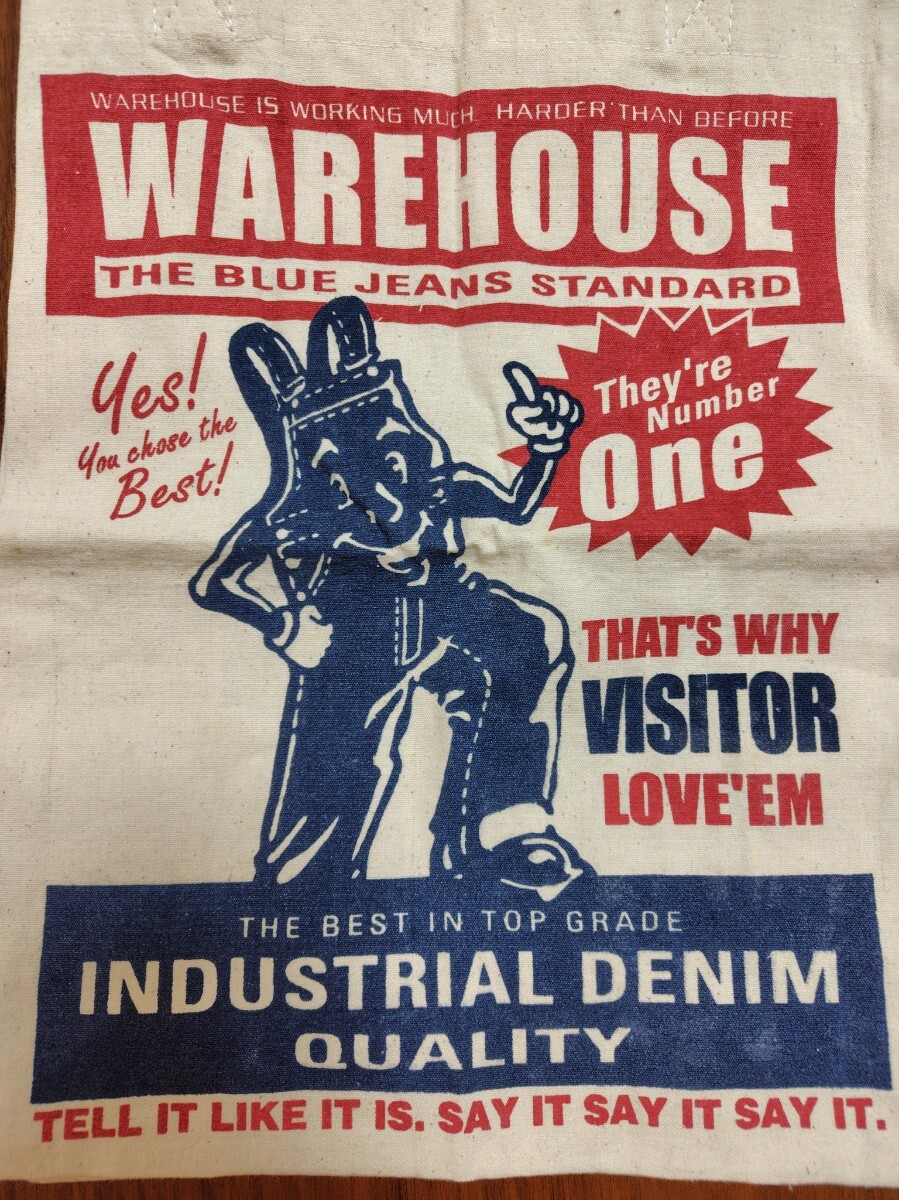 WAREHOUSE IS WORKING MUCH HARDER THAN BEFORE
WAREHOUSE
THE BLUE JEANS STANDARD
Yes!
You chose the
Best!
They're
Number
One
THAT'S WHY
VISITOR
LOVE'EM
THE BEST IN TOP GRADE
INDUSTRIAL DENIM
QUALITY
TELL IT LIKE IT IS. SAY IT SAY IT SAY IT.